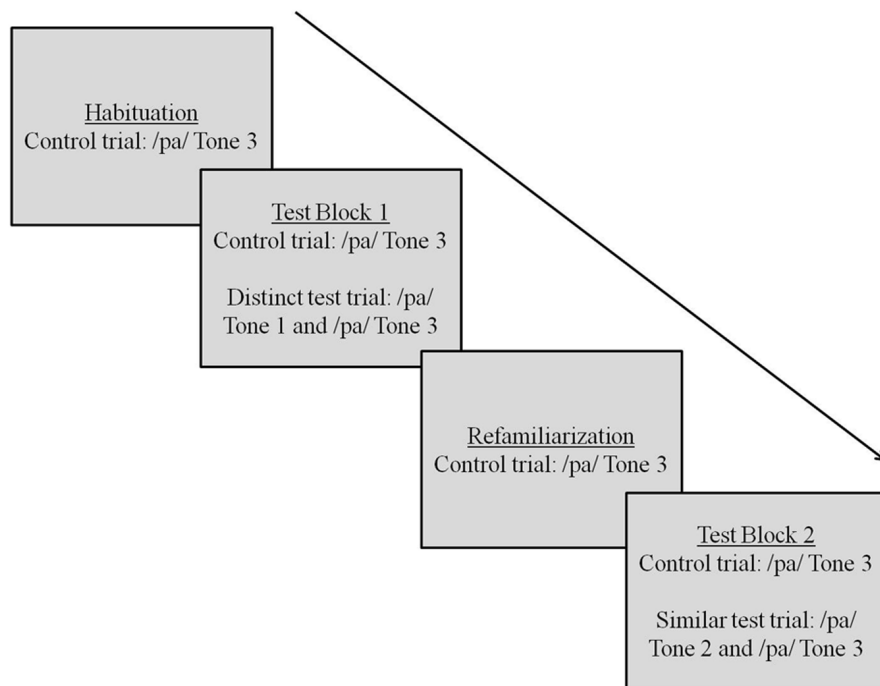 Habituation
Control trial: /pa/ Tone 3
Test Block 1
Control trial: /pa/ Tone 3
Distinct test trial: /pa/
Tone 1 and /pa/ Tone 3
Refamiliarization
Control trial: /pa/ Tone 3
Test Block 2
Control trial: /pa/ Tone 3
Similar test trial: /pa/
Tone 2 and /pa/ Tone 3